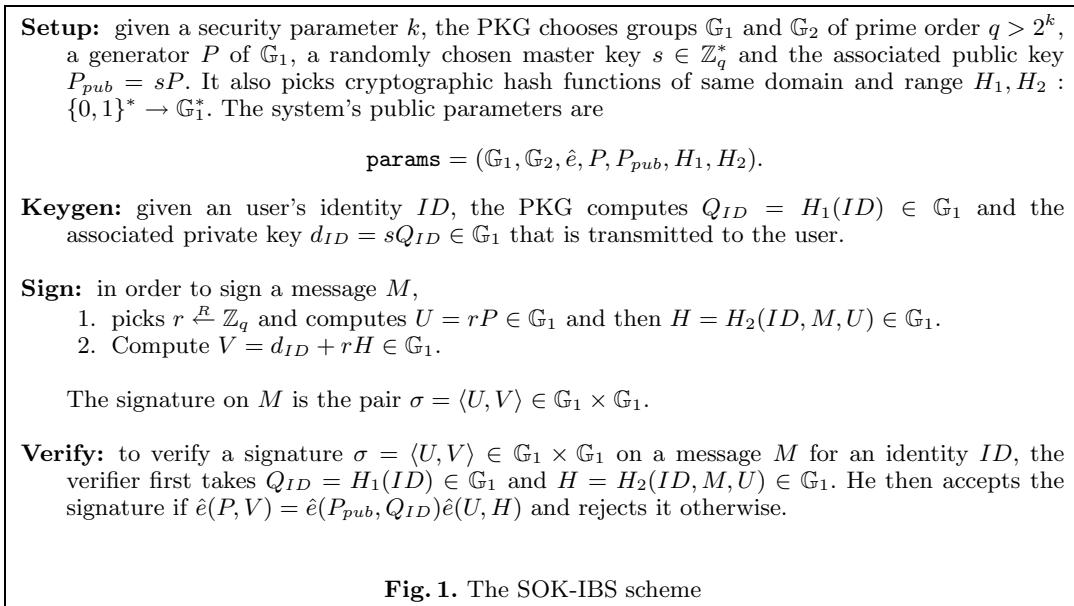 Setup: given a security parameter k, the PKG chooses groups 𝔾₁ and 𝔾₂ of prime order q > 2ᵏ,
a generator P of 𝔾₁, a randomly chosen master key s ∈ ℤ*_q and the associated public key
P_pub = sP. It also picks cryptographic hash functions of same domain and range H₁, H₂ :
{0, 1}* → 𝔾₁*. The system's public parameters are
params = (𝔾₁, 𝔾₂, ê, P, P_pub, H₁, H₂).
Keygen: given an user's identity ID, the PKG computes Q_ID = H₁(ID) ∈ 𝔾₁ and the
associated private key d_ID = sQ_ID ∈ 𝔾₁ that is transmitted to the user.
Sign: in order to sign a message M,
1. picks r ←ᴿ ℤ_q and computes U = rP ∈ 𝔾₁ and then H = H₂(ID, M, U) ∈ 𝔾₁.
2. Compute V = d_ID + rH ∈ 𝔾₁.
The signature on M is the pair σ = ⟨U, V⟩ ∈ 𝔾₁ × 𝔾₁.
Verify: to verify a signature σ = ⟨U, V⟩ ∈ 𝔾₁ × 𝔾₁ on a message M for an identity ID, the
verifier first takes Q_ID = H₁(ID) ∈ 𝔾₁ and H = H₂(ID, M, U) ∈ 𝔾₁. He then accepts the
signature if ê(P, V) = ê(P_pub, Q_ID)ê(U, H) and rejects it otherwise.
Fig. 1. The SOK-IBS scheme